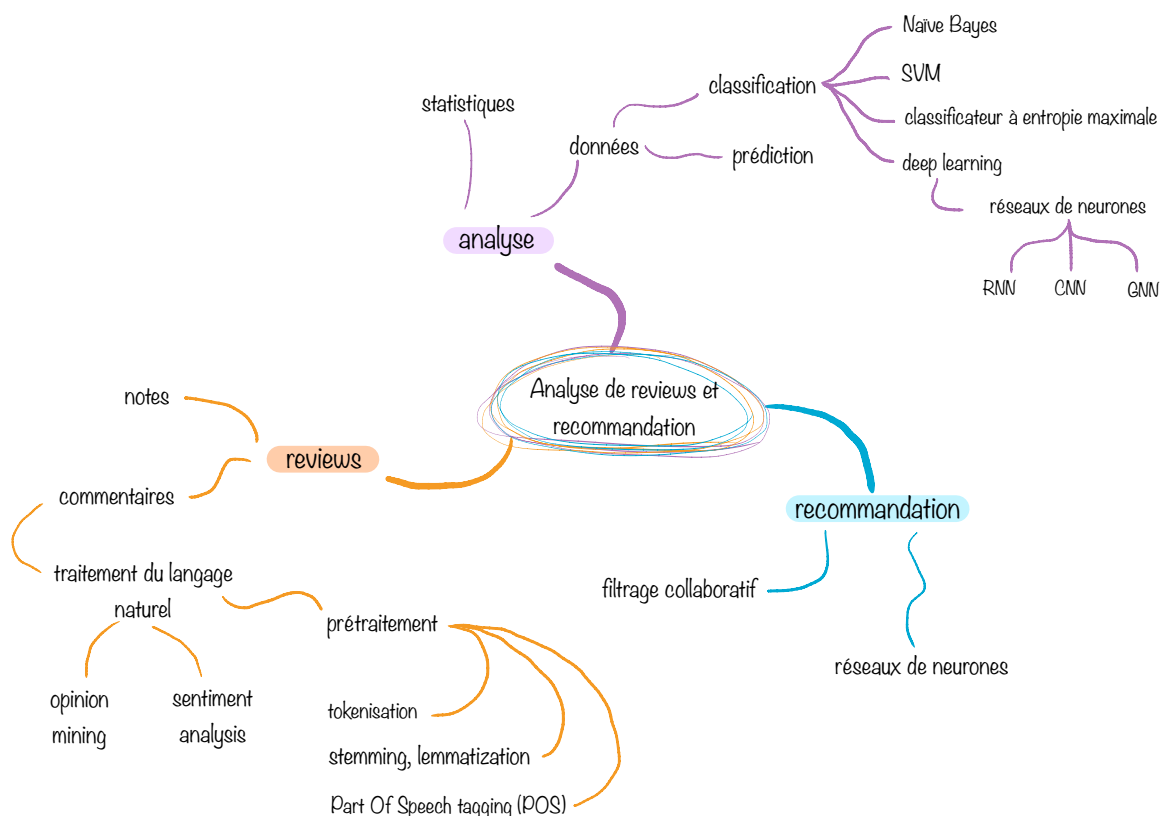 Naïve Bayes
SVM
classification
statistiques
classificateur à entropie maximale
données
prédiction
deep learning
réseaux de neurones
analyse
RNN
CNN
GNN
Analyse de reviews et
recommandation
notes
reviews
commentaires
recommandation
traitement du langage
naturel
filtrage collaboratif
prétraitement
réseaux de neurones
opinion
mining
sentiment
analysis
tokenisation
stemming, lemmatization
Part Of Speech tagging (POS)